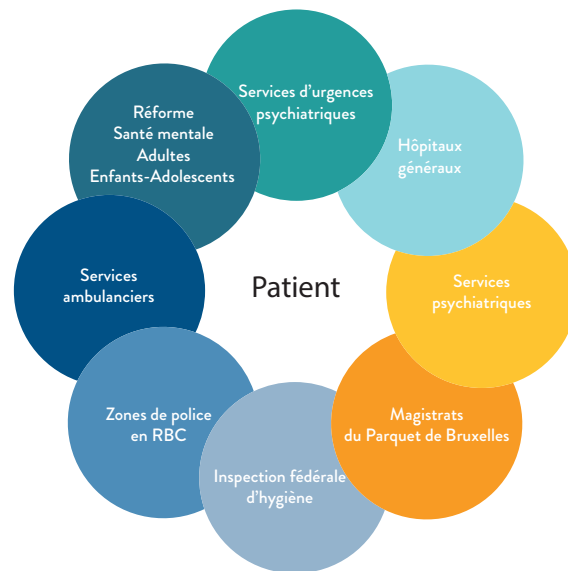 Services d'urgences
psychiatriques
Hôpitaux
généraux
Services
psychiatriques
Magistrats
du Parquet de Bruxelles
Inspection fédérale
d'hygiène
Zones de police
en RBC
Services
ambulanciers
Réforme
Santé mentale
Adultes
Enfants-Adolescents
Patient